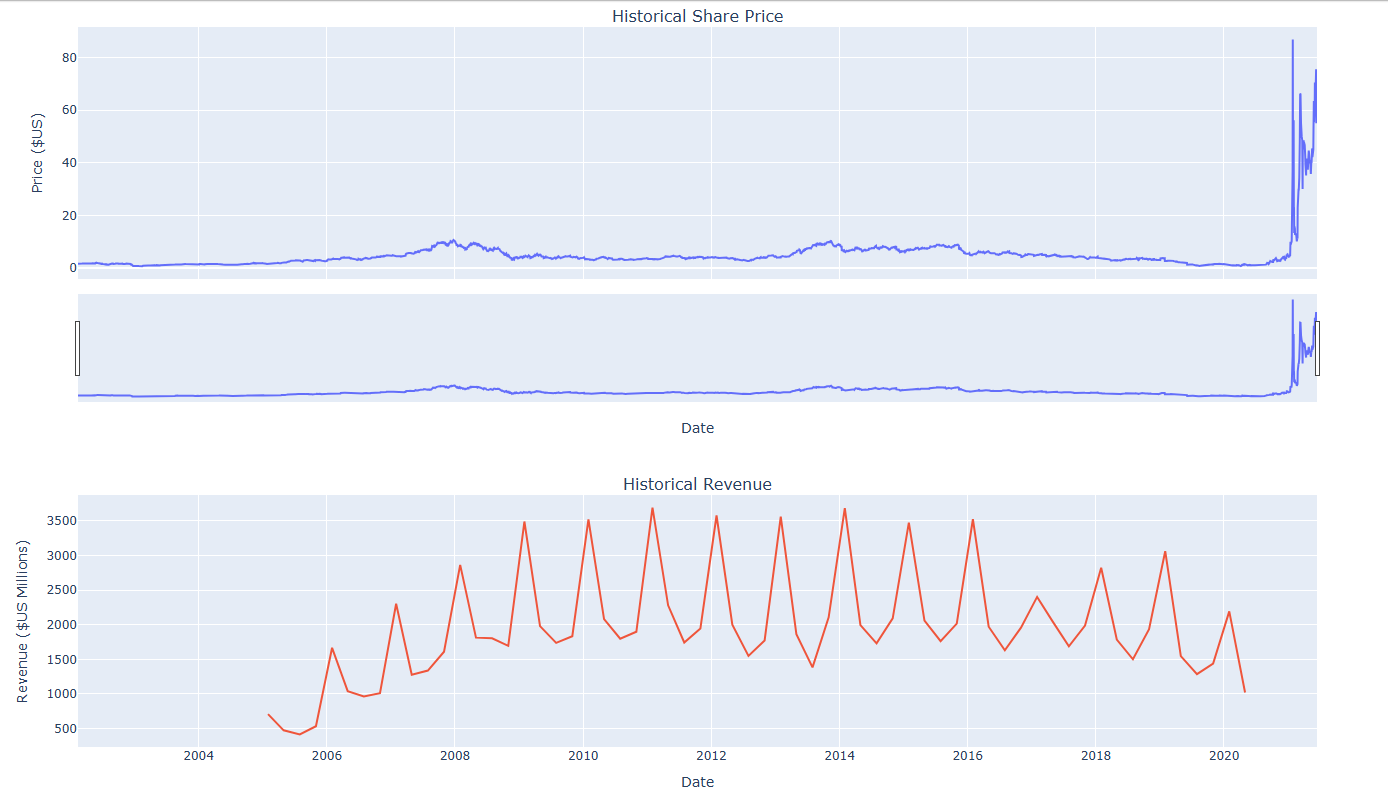 Historical Share Price
Price ($US)
80
60
40
20
0
Date
Historical Revenue
Revenue ($US Millions)
3500
3000
2500
2000
1500
1000
500
2004 2006 2008 2010 2012 2014 2016 2018 2020
Date